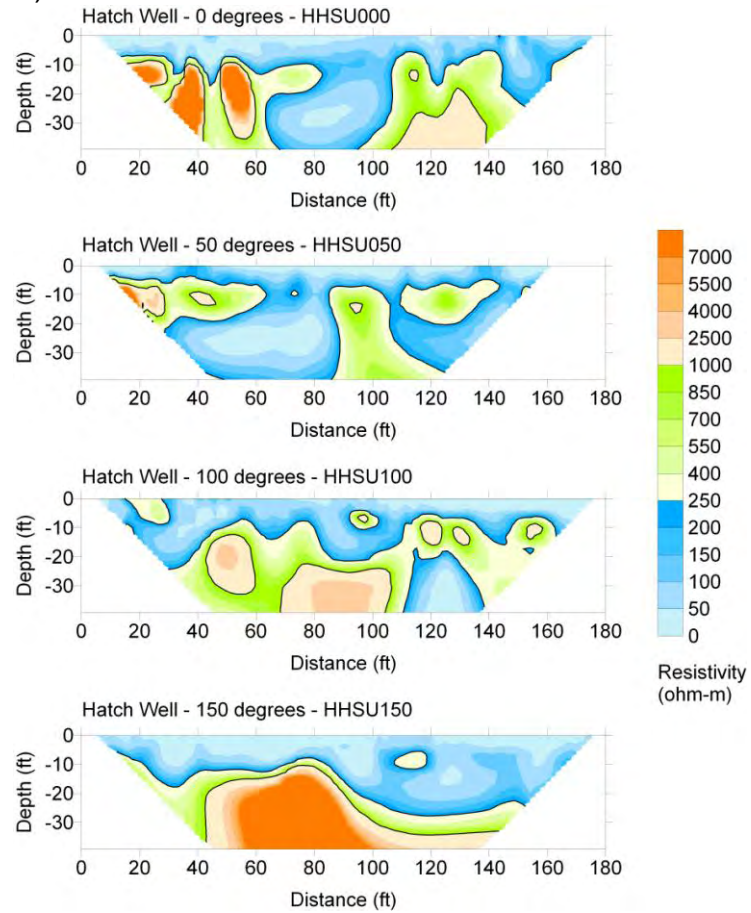 Hatch Well - 0 degrees - HHSU000
0
-10
-20
-30
Depth (ft)
0 20 40 60 80 100 120 140 160 180
Distance (ft)
Hatch Well - 50 degrees - HHSU050
0
-10
-20
-30
Depth (ft)
0 20 40 60 80 100 120 140 160 180
Distance (ft)
Hatch Well - 100 degrees - HHSU100
0
-10
-20
-30
Depth (ft)
0 20 40 60 80 100 120 140 160 180
Distance (ft)
Hatch Well - 150 degrees - HHSU150
0
-10
-20
-30
Depth (ft)
0 20 40 60 80 100 120 140 160 180
Distance (ft)
7000
5500
4000
2500
1000
850
700
550
400
250
200
150
100
50
0
Resistivity
(ohm-m)